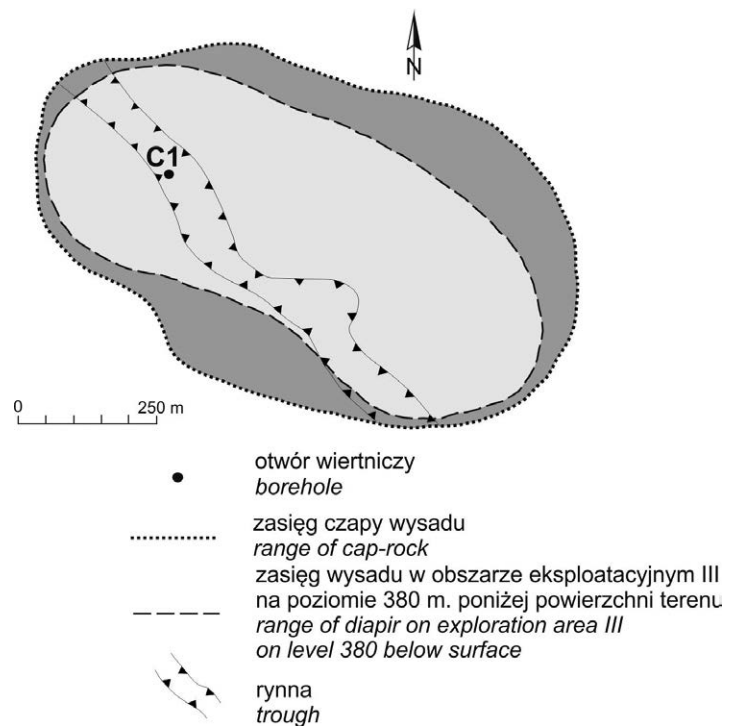 N
C1
0 250 m
otwór wiertniczy
borehole
zasięg czapy wysadu
range of cap-rock
zasięg wysadu w obszarze eksploatacyjnym III
na poziomie 380 m. poniżej powierzchni terenu
range of diapir on exploration area III
on level 380 below surface
rynna
trough